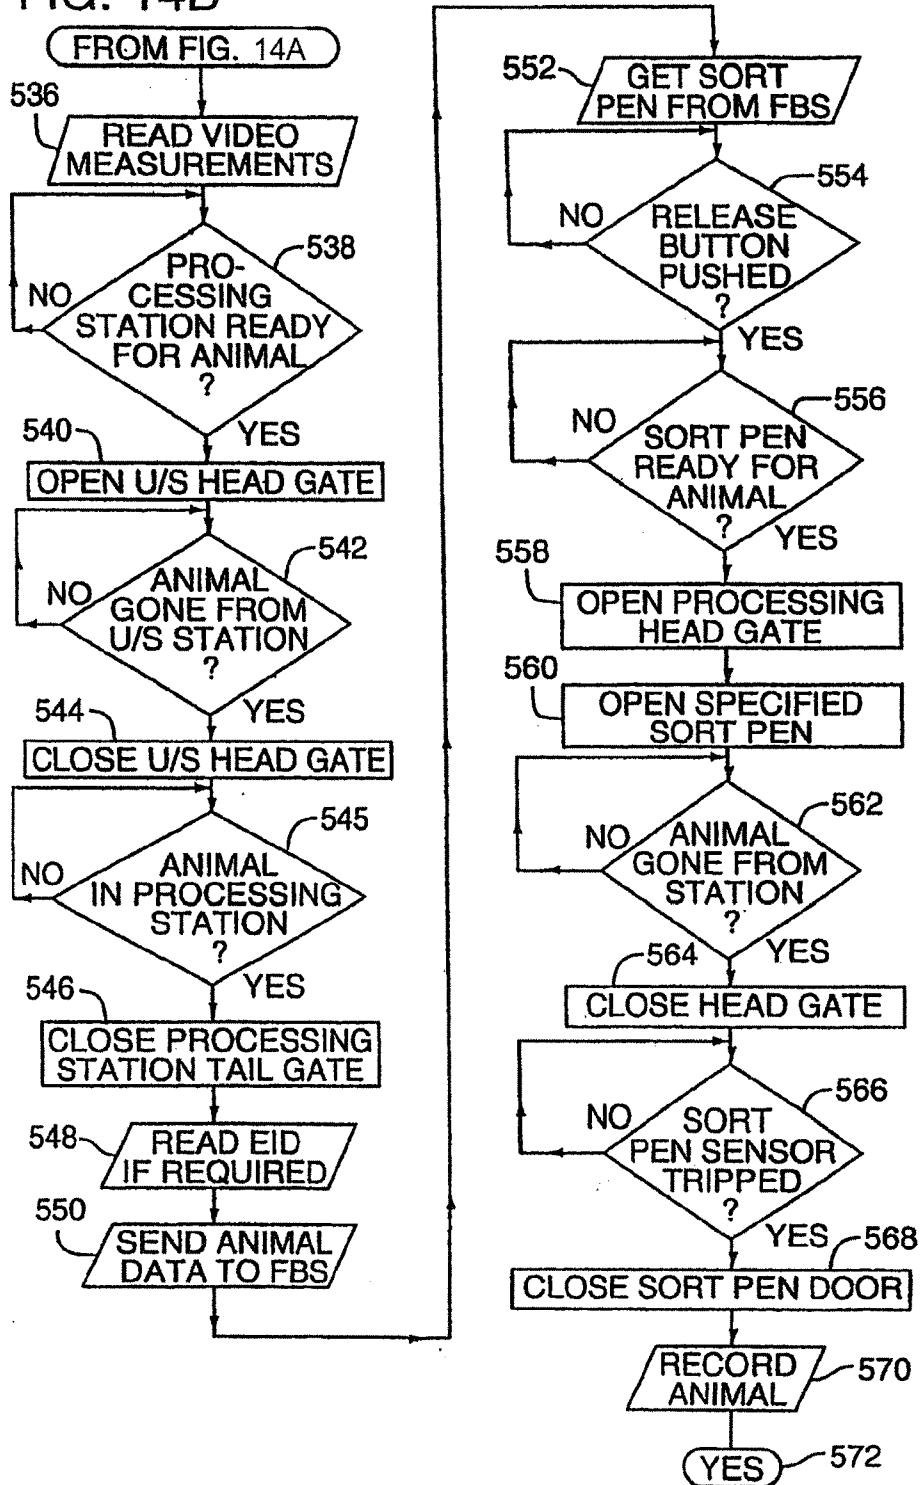 FIG. 14B
FROM FIG. 14A
536
READ VIDEO
MEASUREMENTS
538
PRO-
CESSING
STATION READY
FOR ANIMAL
?
NO
YES
540
OPEN U/S HEAD GATE
542
ANIMAL
GONE FROM
U/S STATION
?
NO
YES
544
CLOSE U/S HEAD GATE
545
ANIMAL
IN PROCESSING
STATION
?
NO
YES
546
CLOSE PROCESSING
STATION TAIL GATE
548
READ EID
IF REQUIRED
550
SEND ANIMAL
DATA TO FBS
552
GET SORT
PEN FROM FBS
554
RELEASE
BUTTON
PUSHED
?
NO
YES
556
SORT PEN
READY FOR
ANIMAL
?
NO
YES
558
OPEN PROCESSING
HEAD GATE
560
OPEN SPECIFIED
SORT PEN
562
ANIMAL
GONE FROM
STATION
?
NO
YES
564
CLOSE HEAD GATE
566
SORT
PEN SENSOR
TRIPPED
?
NO
YES
568
CLOSE SORT PEN DOOR
RECORD
ANIMAL
570
YES
572